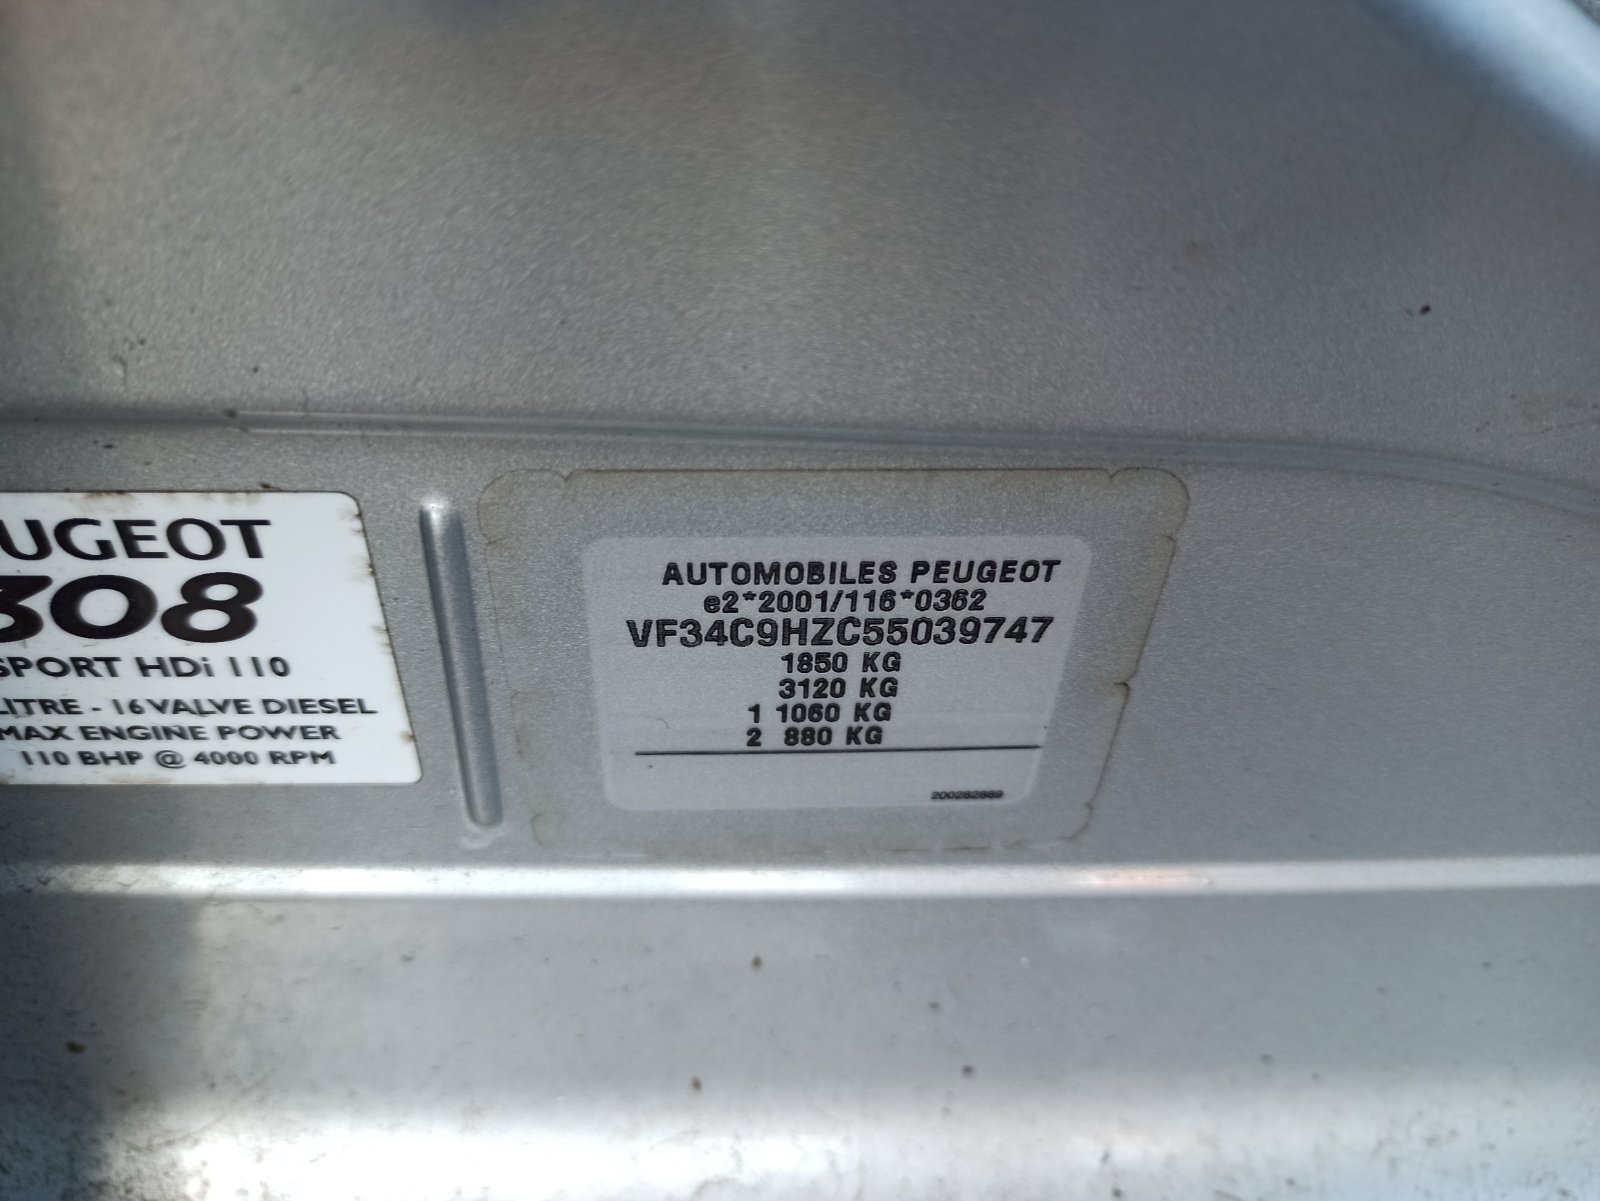 UGEOT
308
SPORT HDi 110
LITRE - 16 VALVE DIESEL
MAX ENGINE POWER
110 BHP @ 4000 RPM
AUTOMOBILES PEUGEOT
e2*2001/116*0362
VF34C9HZC55039747
1850 KG
3120 KG
1 1060 KG
2 880 KG
200282889